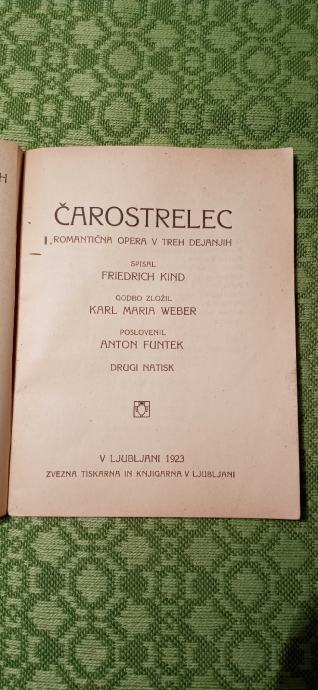 H
ČAROSTRELEC
ROMANTIČNA OPERA V TREH DEJANJIH
SPISAL
FRIEDRICH KIND
GODBO ZLOŽIL
KARL MARIA WEBER
POSLOVENIL
ANTON FUNTEK
DRUGI NATISK
V LJUBLJANI 1923
ZVEZNA TISKARNA IN KNJIGARNA V LJUBLJANI